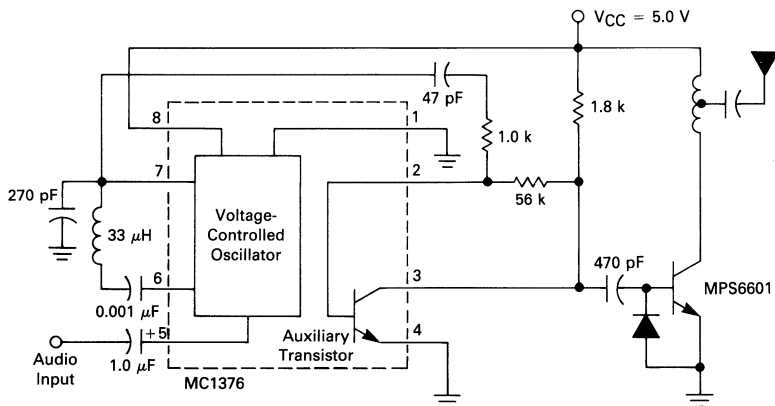 VCC = 5.0 V
8
47 pF
1
1.0 k
1.8 k
7
2
270 pF
33 µH
Voltage-
Controlled
Oscillator
56 k
6
3
470 pF
MPS6601
0.001 µF
+5
Auxiliary
Transistor
4
Audio
Input
1.0 µF
MC1376